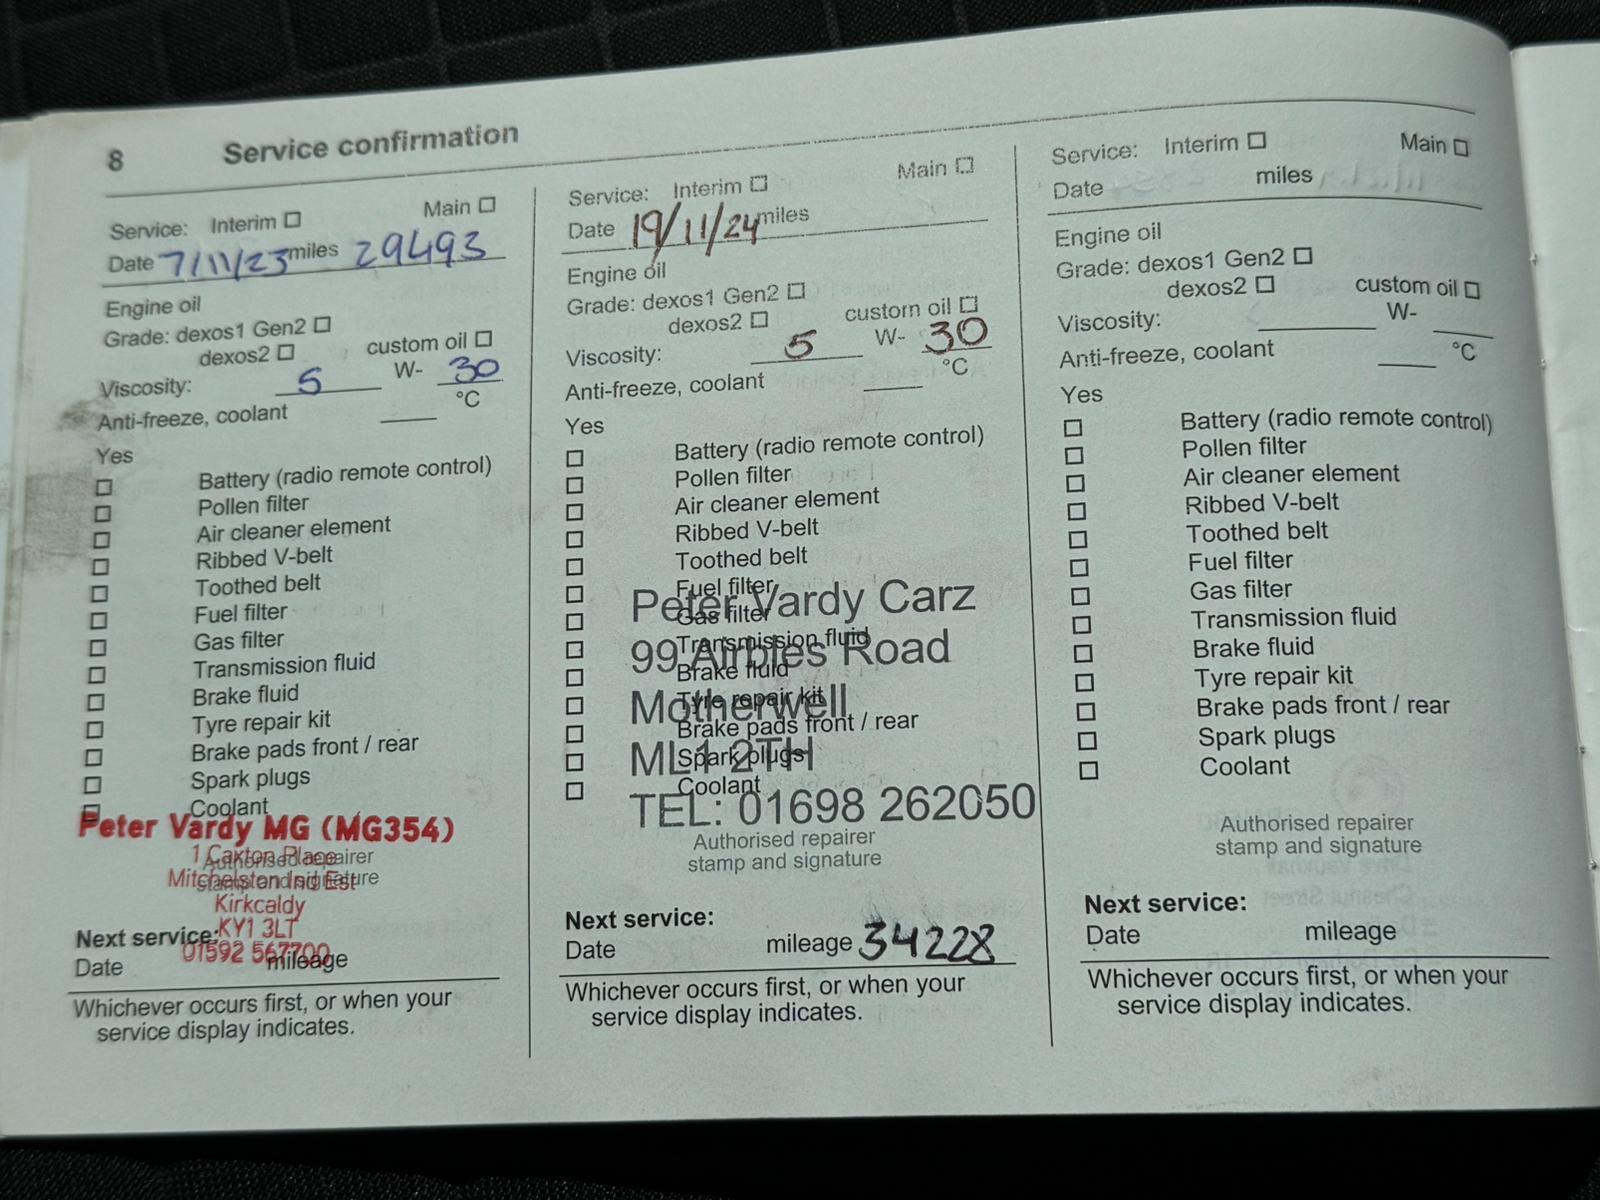 8 Service confirmation
Service: Interim Main
Date 7/11/23 miles 29493
Engine oil
Grade: dexos1 Gen2
dexos2 custom oil
Viscosity: 5 W- 30
Anti-freeze, coolant °C
Yes
Battery (radio remote control)
Pollen filter
Air cleaner element
Ribbed V-belt
Toothed belt
Fuel filter
Gas filter
Transmission fluid
Brake fluid
Tyre repair kit
Brake pads front / rear
Spark plugs
Coolant
Peter Vardy MG (MG354)
1 Caxton Place
Authorised repairer
Mitchelston Ind Est
stamp and signature
Kirkcaldy
KY1 3LT
Next service:
01592 567700
Date mileage
Whichever occurs first, or when your
service display indicates.
Service: Interim Main
Date 19/11/24 miles
Engine oil
Grade: dexos1 Gen2
dexos2 custom oil
Viscosity: 5 W- 30
Anti-freeze, coolant °C
Yes
Battery (radio remote control)
Pollen filter
Air cleaner element
Ribbed V-belt
Toothed belt
Fuel filter
Peter Vardy Carz
Gas filter
Transmission fluid
99 Airbles Road
Brake fluid
Tyre repair kit
Motherwell
Brake pads front / rear
Spark plugs
ML1 2TH
Coolant
TEL: 01698 262050
Authorised repairer
stamp and signature
Next service:
Date mileage 34228
Whichever occurs first, or when your
service display indicates.
Service: Interim Main
Date miles
Engine oil
Grade: dexos1 Gen2
dexos2 custom oil
Viscosity: W-
Anti-freeze, coolant °C
Yes
Battery (radio remote control)
Pollen filter
Air cleaner element
Ribbed V-belt
Toothed belt
Fuel filter
Gas filter
Transmission fluid
Brake fluid
Tyre repair kit
Brake pads front / rear
Spark plugs
Coolant
Authorised repairer
stamp and signature
Next service:
Date mileage
Whichever occurs first, or when your
service display indicates.